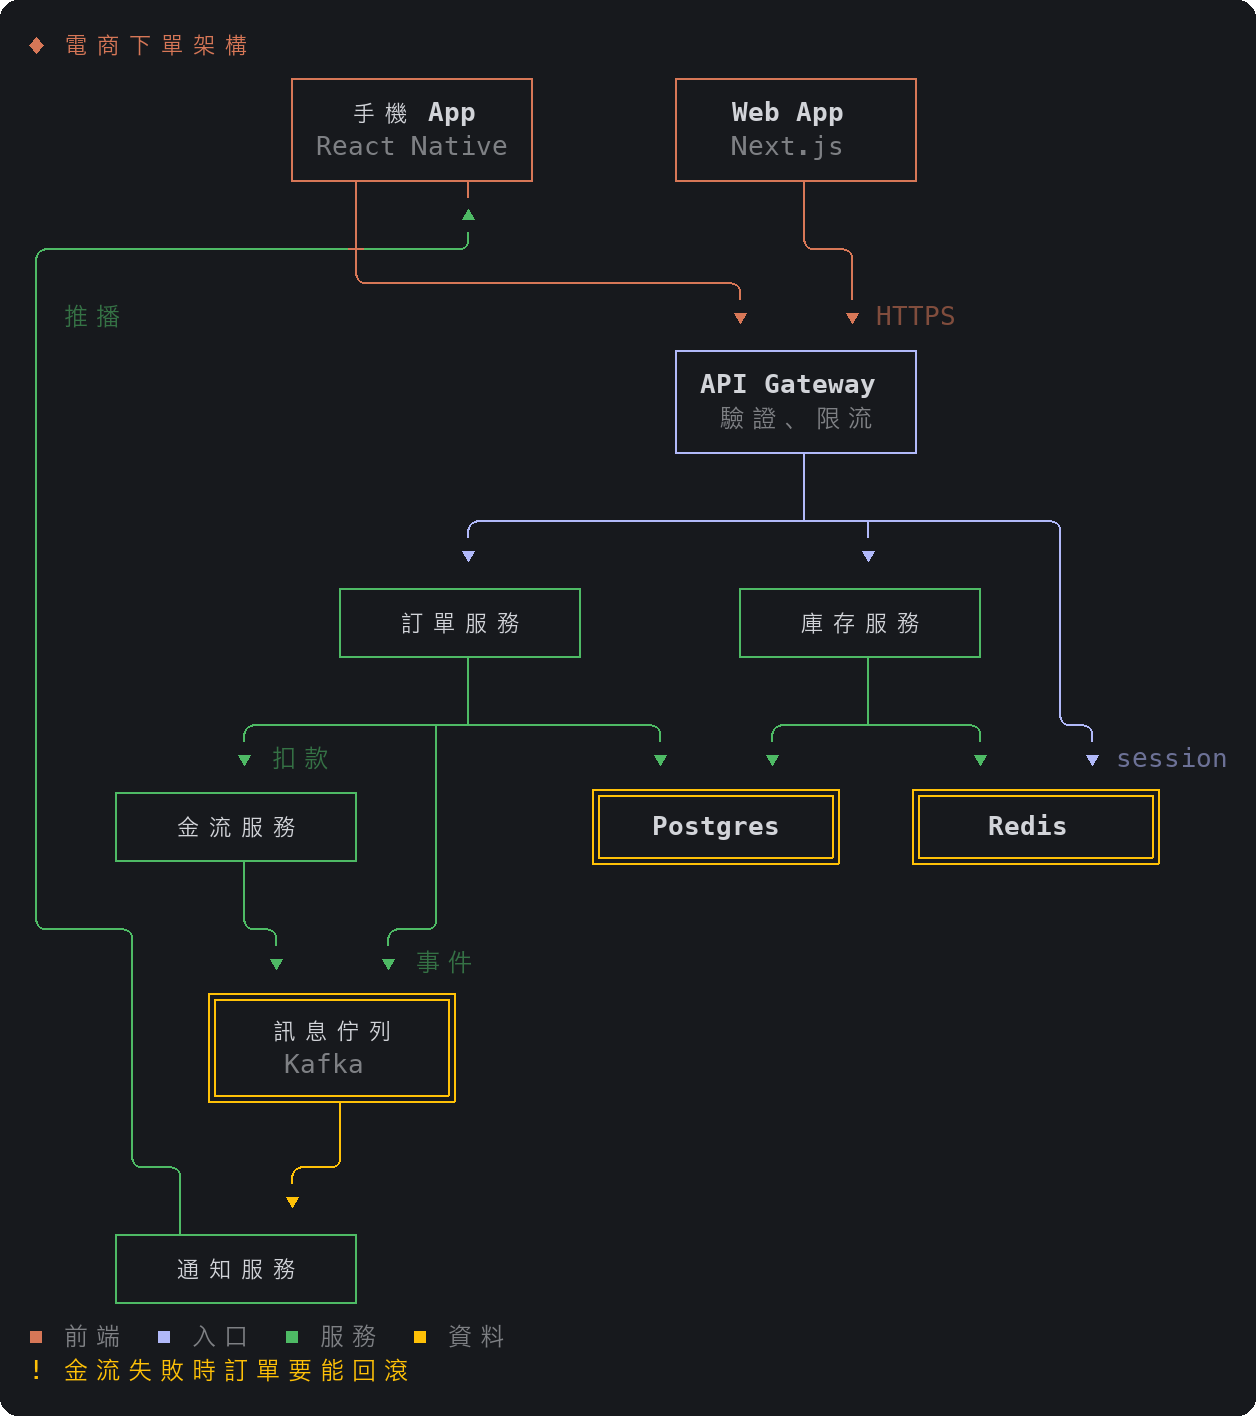 電商下單架構
手機 App
React Native
Web App
Next.js
推播
HTTPS
API Gateway
驗證、限流
訂單服務
庫存服務
扣款
session
金流服務
Postgres
Redis
事件
訊息佇列
Kafka
通知服務
前端 入口 服務 資料
! 金流失敗時訂單要能回滾